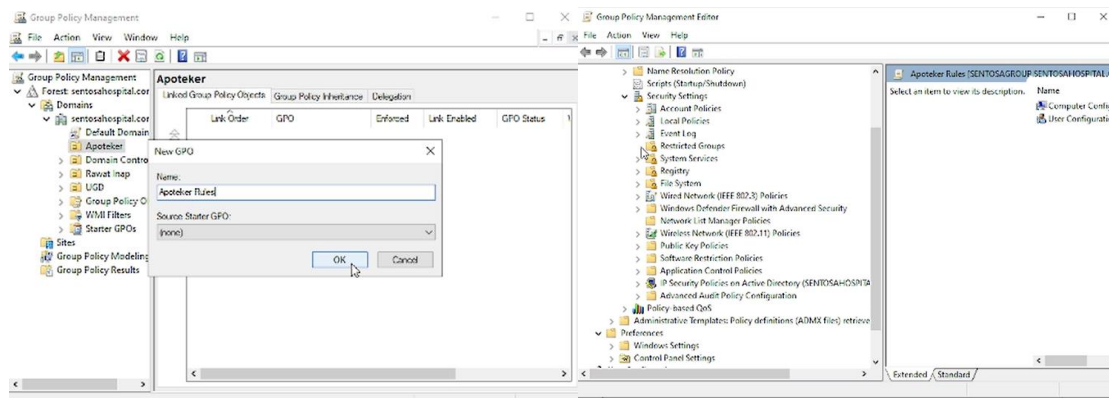 Group Policy Management
File Action View Window Help
Group Policy Management
Forest: sentosahospital.cor
Domains
sentosahospital.cor
Default Domain
Apoteker
Domain Contro
Rawat Inap
UGD
Group Policy O
WMI Filters
Starter GPOs
Sites
Group Policy Modeling
Group Policy Results
Apoteker
Linked Group Policy Objects Group Policy Inheritance Delegation
Link Order GPO Enforced Link Enabled GPO Status
New GPO
Name:
Apoteker Rules
Source Starter GPO:
(none)
OK Cancel
Group Policy Management Editor
File Action View Help
Name Resolution Policy
Scripts (Startup/Shutdown)
Security Settings
Account Policies
Local Policies
Event Log
Restricted Groups
System Services
Registry
File System
Wired Network (IEEE 802.3) Policies
Windows Defender Firewall with Advanced Security
Network List Manager Policies
Wireless Network (IEEE 802.11) Policies
Public Key Policies
Software Restriction Policies
Application Control Policies
IP Security Policies on Active Directory (SENTOSAHOSPITA
Advanced Audit Policy Configuration
Policy-based QoS
Administrative Templates: Policy definitions (ADMX files) retrieve
Preferences
Windows Settings
Control Panel Settings
Apoteker Rules [SENTOSAGROUP.SENTOSAHOSPITAL.
Select an item to view its description.
Name
Computer Config
User Configurati
Extended Standard